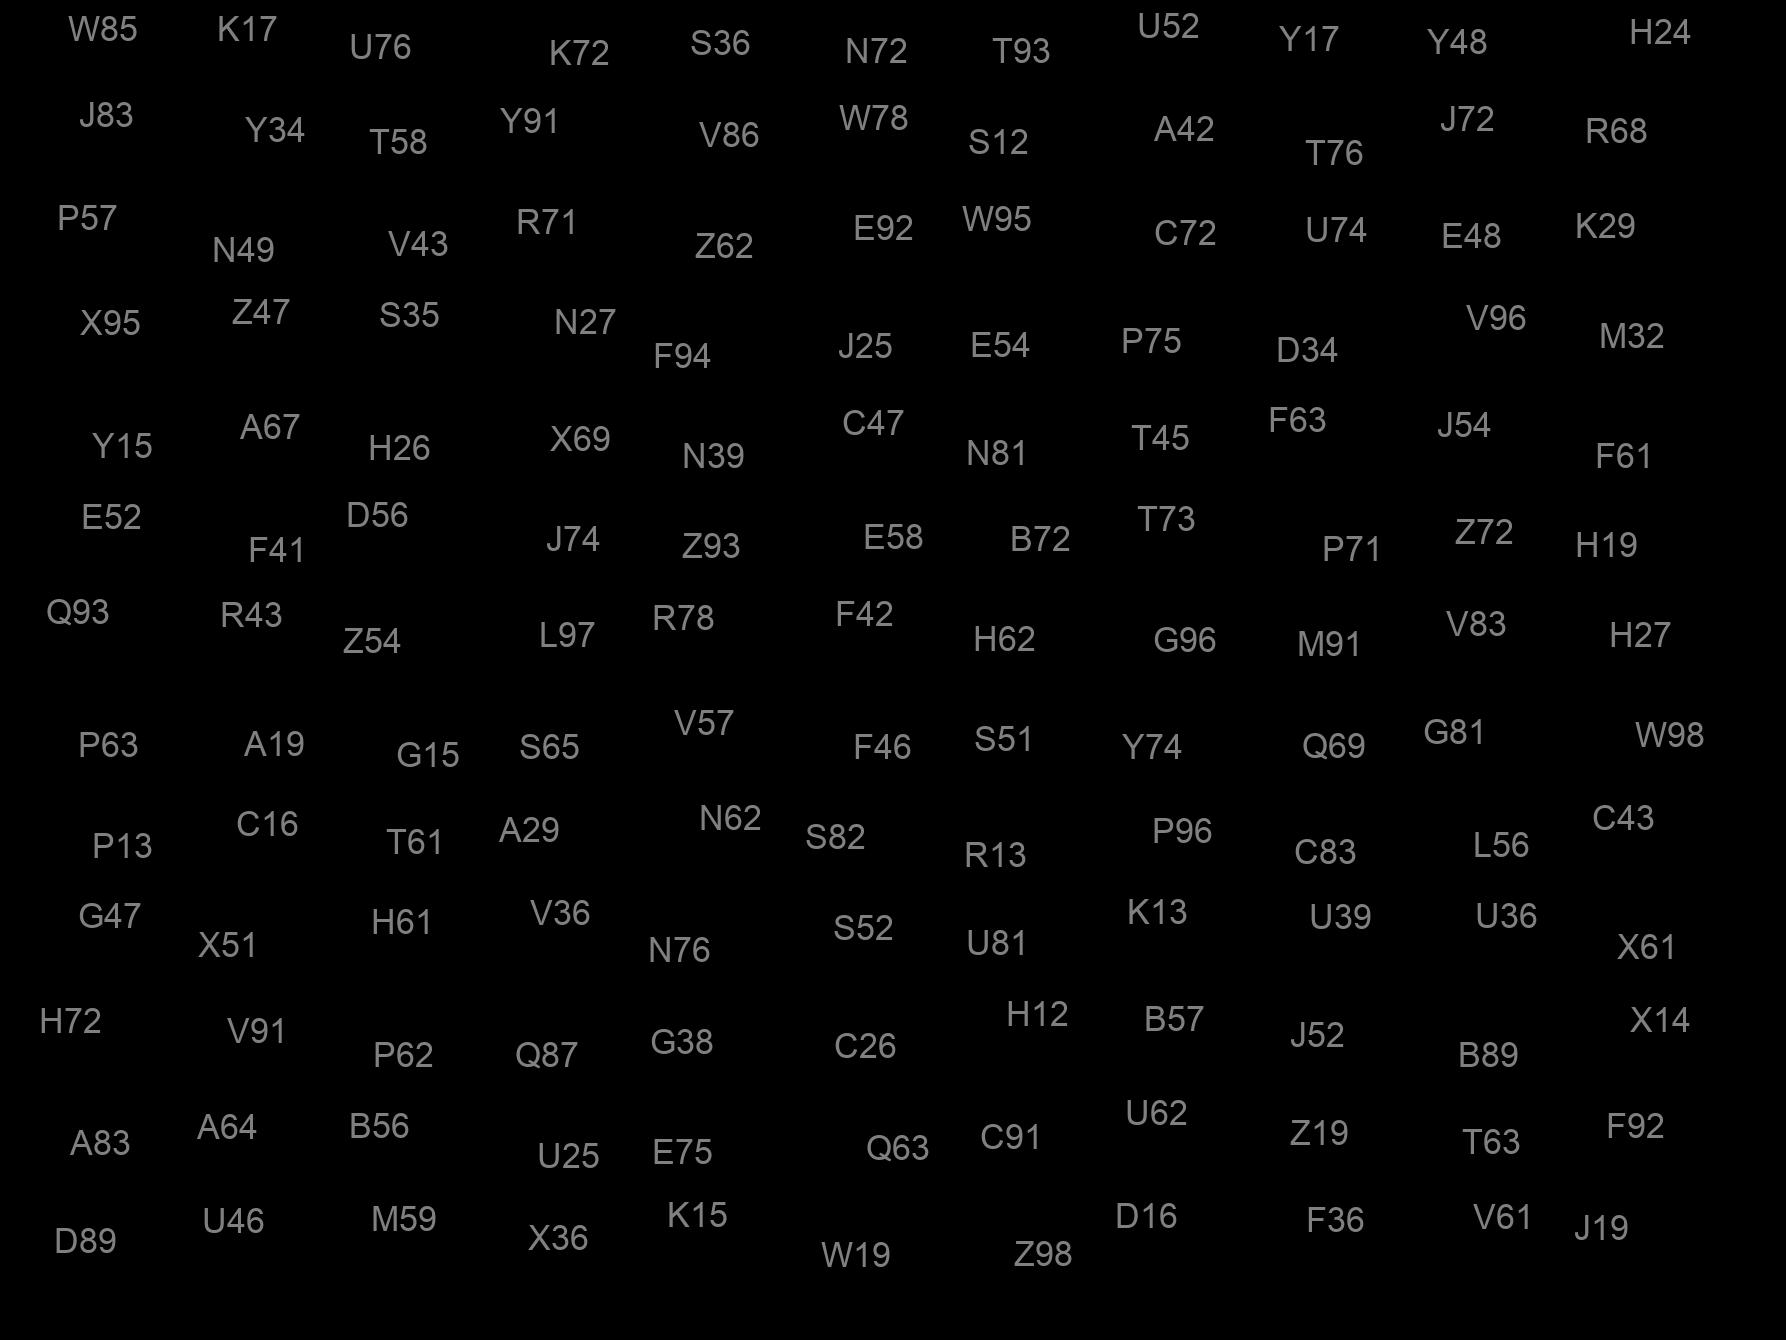 W85 K17 U76 K72 S36 N72 T93 U52 Y17 Y48 H24
J83 Y34 T58 Y91 V86 W78 S12 A42 T76 J72 R68
P57 N49 V43 R71 Z62 E92 W95 C72 U74 E48 K29
X95 Z47 S35 N27 F94 J25 E54 P75 D34 V96 M32
Y15 A67 H26 X69 N39 C47 N81 T45 F63 J54 F61
E52 F41 D56 J74 Z93 E58 B72 T73 P71 Z72 H19
Q93 R43 Z54 L97 R78 F42 H62 G96 M91 V83 H27
P63 A19 G15 S65 V57 F46 S51 Y74 Q69 G81 W98
P13 C16 T61 A29 N62 S82 R13 P96 C83 L56 C43
G47 X51 H61 V36 N76 S52 U81 K13 U39 U36 X61
H72 V91 P62 Q87 G38 C26 H12 B57 J52 B89 X14
A83 A64 B56 U25 E75 Q63 C91 U62 Z19 T63 F92
D89 U46 M59 X36 K15 W19 Z98 D16 F36 V61 J19